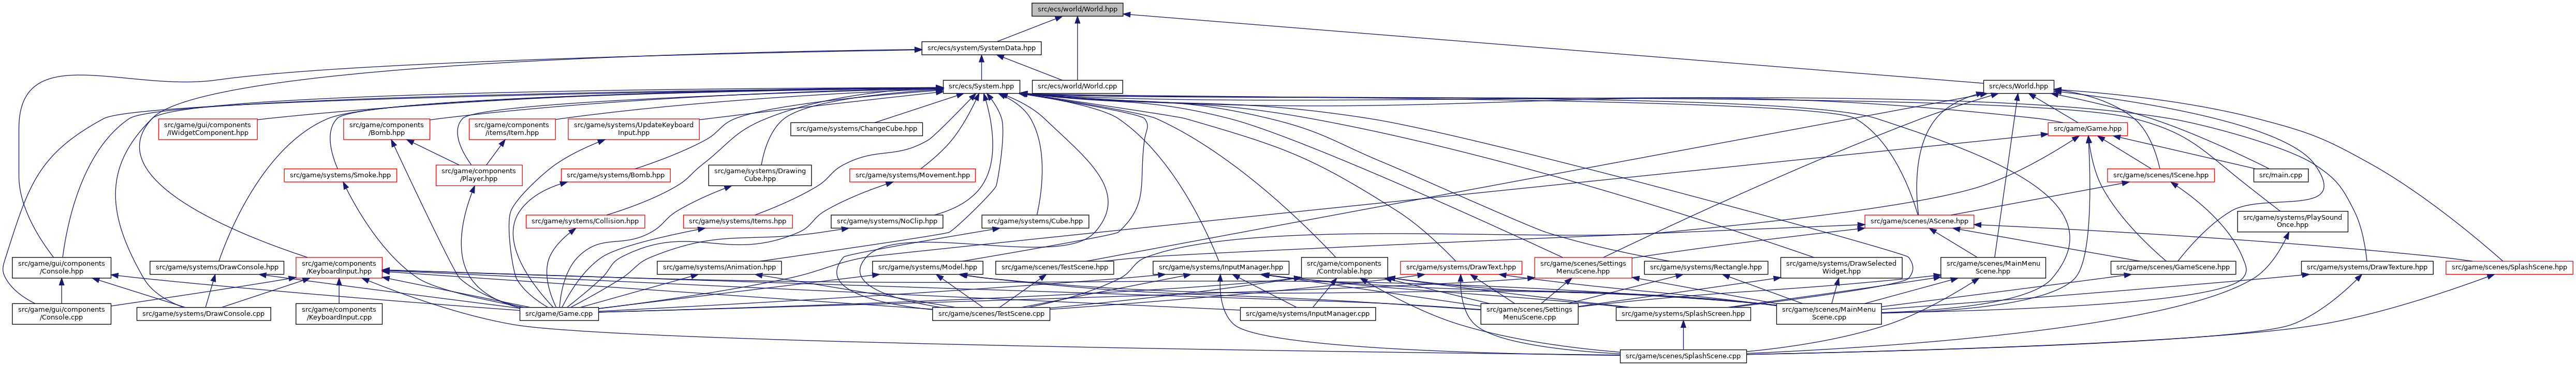 src/ecs/world/World.hpp
src/ecs/system/SystemData.hpp
src/ecs/System.hpp
src/ecs/world/World.cpp
src/ecs/World.hpp
src/game/gui/components
/IWidgetComponent.hpp
src/game/components
/Bomb.hpp
src/game/components
/items/Item.hpp
src/game/systems/UpdateKeyboard
Input.hpp
src/game/systems/ChangeCube.hpp
src/game/Game.hpp
src/game/systems/Smoke.hpp
src/game/components
/Player.hpp
src/game/systems/Bomb.hpp
src/game/systems/Drawing
Cube.hpp
src/game/systems/Movement.hpp
src/game/scenes/IScene.hpp
src/main.cpp
src/game/systems/Collision.hpp
src/game/systems/Items.hpp
src/game/systems/NoClip.hpp
src/game/systems/Cube.hpp
src/game/scenes/AScene.hpp
src/game/systems/PlaySound
Once.hpp
src/game/gui/components
/Console.hpp
src/game/systems/DrawConsole.hpp
src/game/components
/KeyboardInput.hpp
src/game/systems/Animation.hpp
src/game/systems/Model.hpp
src/game/scenes/TestScene.hpp
src/game/systems/InputManager.hpp
src/game/components
/Controlable.hpp
src/game/systems/DrawText.hpp
src/game/scenes/Settings
MenuScene.hpp
src/game/systems/Rectangle.hpp
src/game/systems/DrawSelected
Widget.hpp
src/game/scenes/MainMenu
Scene.hpp
src/game/scenes/GameScene.hpp
src/game/systems/DrawTexture.hpp
src/game/scenes/SplashScene.hpp
src/game/gui/components
/Console.cpp
src/game/systems/DrawConsole.cpp
src/game/components
/KeyboardInput.cpp
src/game/Game.cpp
src/game/scenes/TestScene.cpp
src/game/systems/InputManager.cpp
src/game/scenes/Settings
MenuScene.cpp
src/game/systems/SplashScreen.hpp
src/game/scenes/MainMenu
Scene.cpp
src/game/scenes/SplashScene.cpp